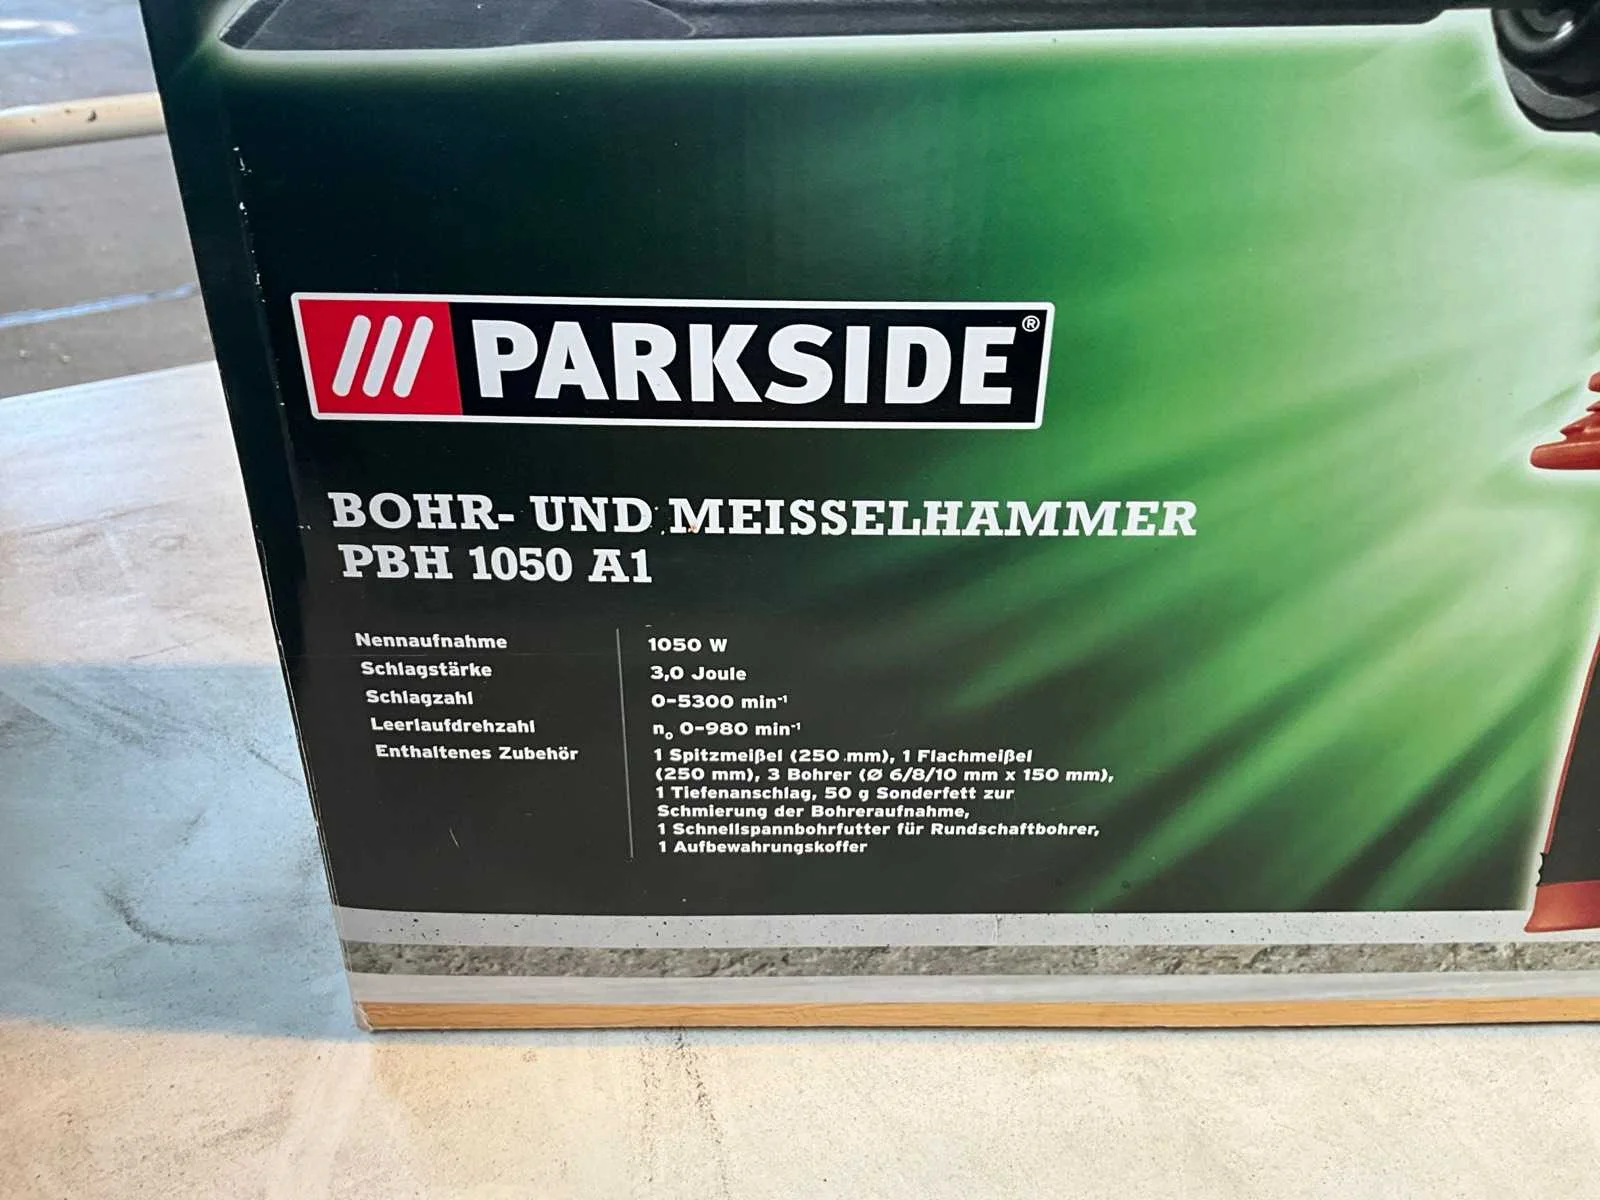 PARKSIDE®
BOHR- UND MEISSELHAMMER
PBH 1050 A1
Nennaufnahme 1050 W
Schlagstärke 3,0 Joule
Schlagzahl 0-5300 min⁻¹
Leerlaufdrehzahl n₀ 0-980 min⁻¹
Enthaltenes Zubehör 1 Spitzmeißel (250 mm), 1 Flachmeißel
(250 mm), 3 Bohrer (Ø 6/8/10 mm x 150 mm),
1 Tiefenanschlag, 50 g Sonderfett zur
Schmierung der Bohreraufnahme,
1 Schnellspannbohrfutter für Rundschaftbohrer,
1 Aufbewahrungskoffer